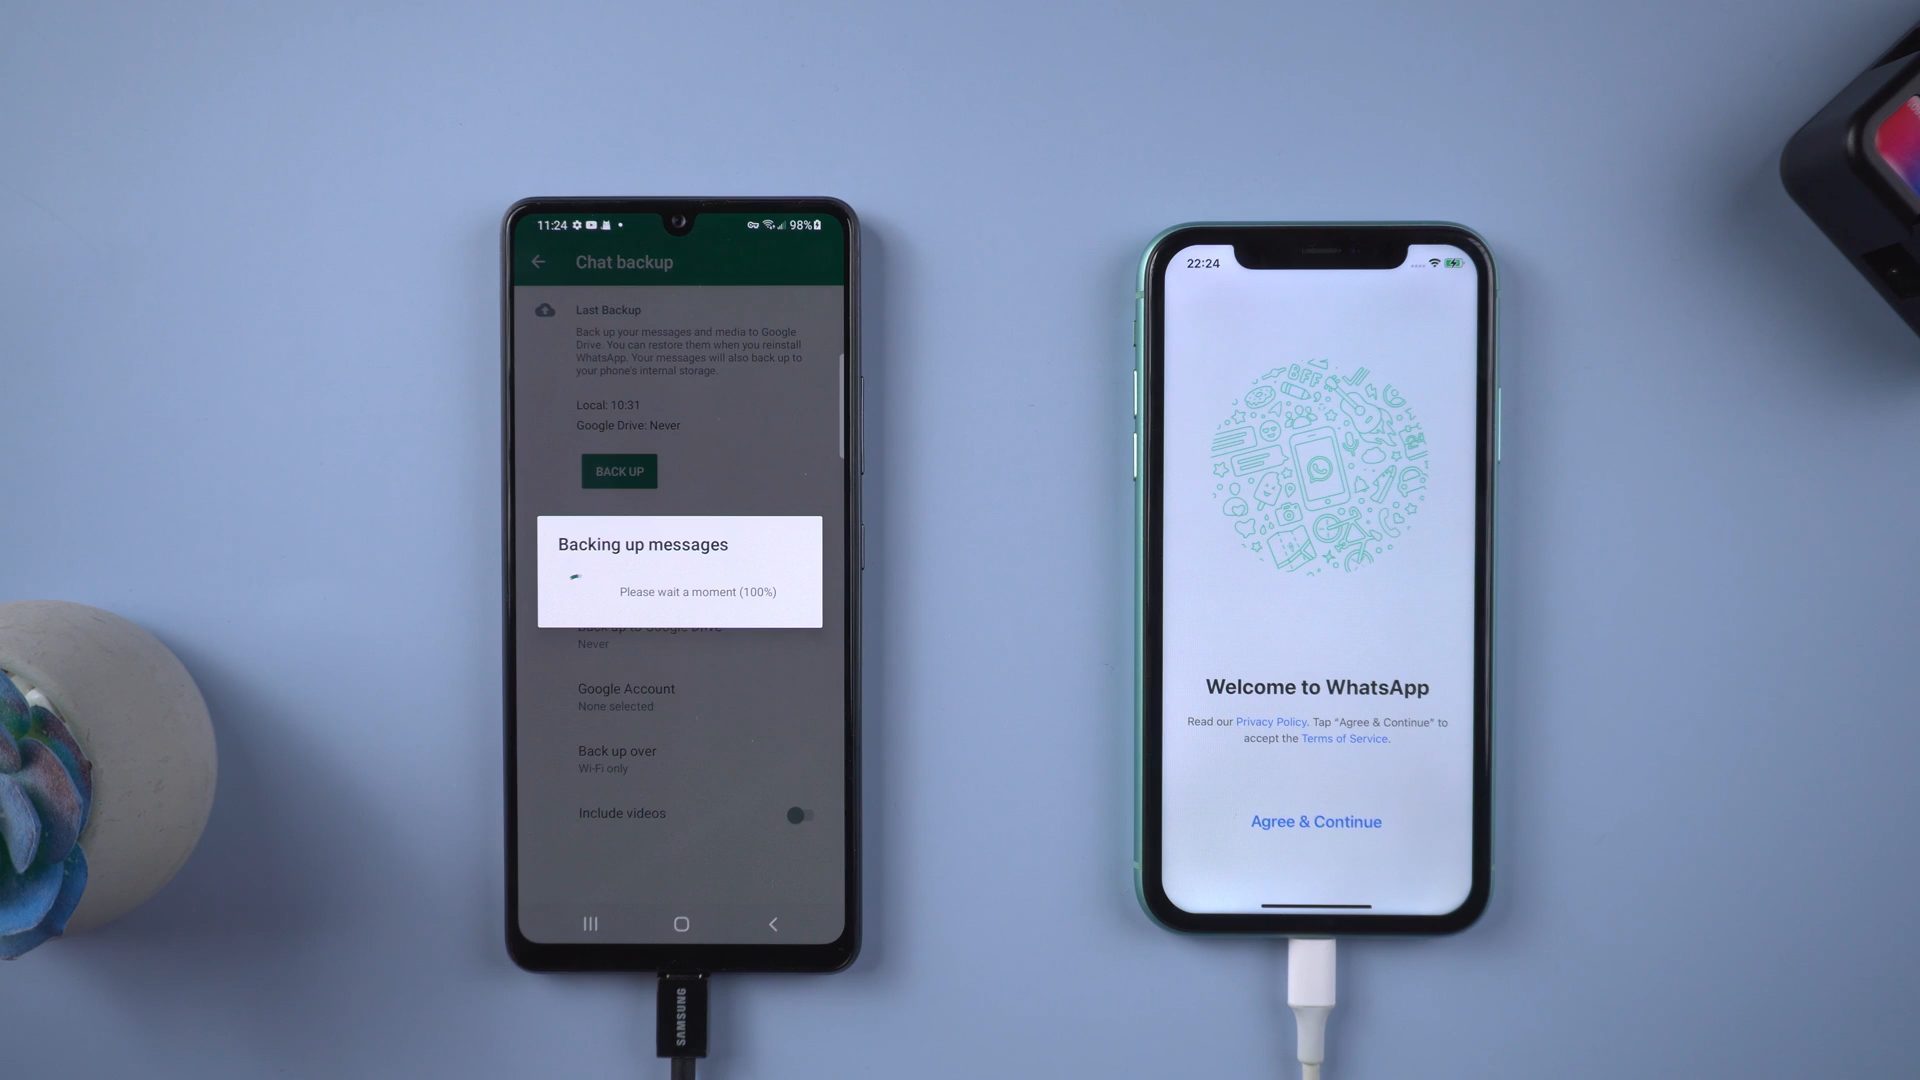 11:24
98%
Chat backup
Last Backup
Back up your messages and media to Google
Drive. You can restore them when you reinstall
WhatsApp. Your messages will also back up to
your phone's internal storage.
Local: 10:31
Google Drive: Never
BACK UP
Backing up messages
Please wait a moment (100%)
Back up to Google Drive
Never
Google Account
None selected
Back up over
Wi-Fi only
Include videos
SAMSUNG
22:24
BFF
Welcome to WhatsApp
Read our Privacy Policy. Tap “Agree & Continue” to
accept the Terms of Service.
Agree & Continue